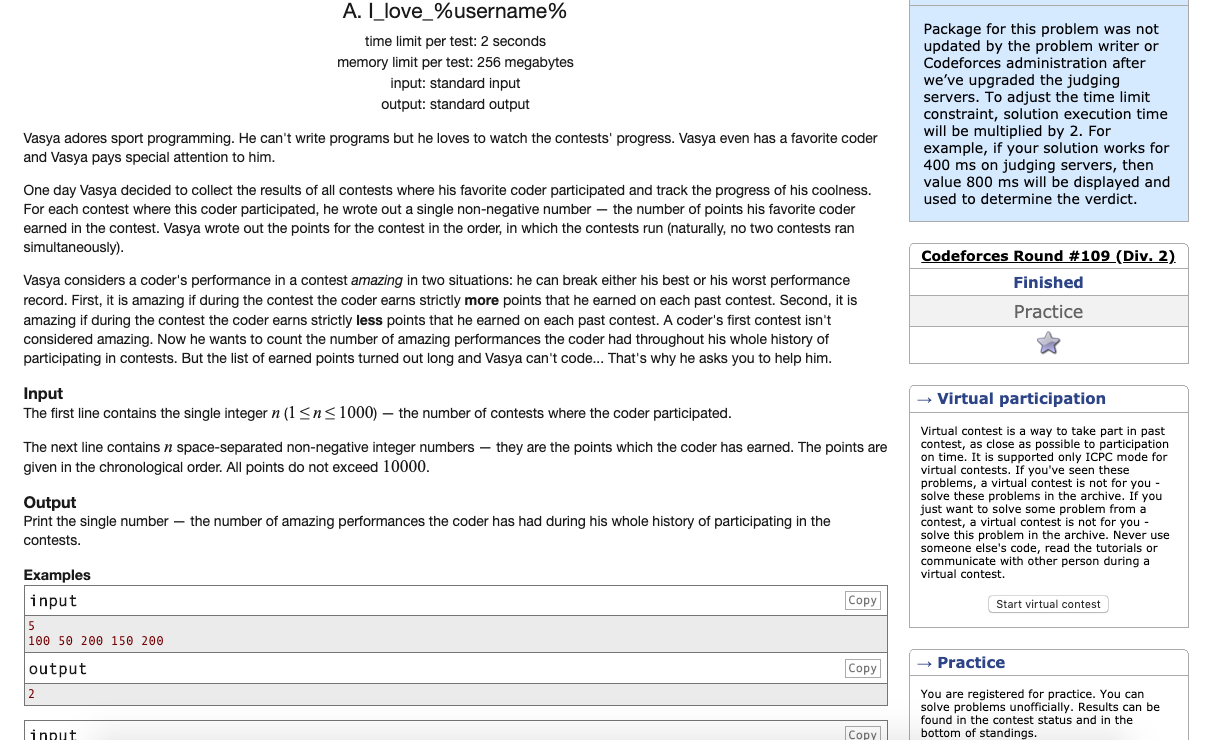 A. I_love_%username%
time limit per test: 2 seconds
memory limit per test: 256 megabytes
input: standard input
output: standard output
Vasya adores sport programming. He can't write programs but he loves to watch the contests' progress. Vasya even has a favorite coder
and Vasya pays special attention to him.
One day Vasya decided to collect the results of all contests where his favorite coder participated and track the progress of his coolness.
For each contest where this coder participated, he wrote out a single non-negative number — the number of points his favorite coder
earned in the contest. Vasya wrote out the points for the contest in the order, in which the contests run (naturally, no two contests ran
simultaneously).
Vasya considers a coder's performance in a contest amazing in two situations: he can break either his best or his worst performance
record. First, it is amazing if during the contest the coder earns strictly more points that he earned on each past contest. Second, it is
amazing if during the contest the coder earns strictly less points that he earned on each past contest. A coder's first contest isn't
considered amazing. Now he wants to count the number of amazing performances the coder had throughout his whole history of
participating in contests. But the list of earned points turned out long and Vasya can't code... That's why he asks you to help him.
Input
The first line contains the single integer n (1 ≤ n ≤ 1000) — the number of contests where the coder participated.
The next line contains n space-separated non-negative integer numbers — they are the points which the coder has earned. The points are
given in the chronological order. All points do not exceed 10000.
Output
Print the single number — the number of amazing performances the coder has had during his whole history of participating in the
contests.
Examples
input
Copy
5
100 50 200 150 200
output
Copy
2
input
Copy
Package for this problem was not
updated by the problem writer or
Codeforces administration after
we've upgraded the judging
servers. To adjust the time limit
constraint, solution execution time
will be multiplied by 2. For
example, if your solution works for
400 ms on judging servers, then
value 800 ms will be displayed and
used to determine the verdict.
Codeforces Round #109 (Div. 2)
Finished
Practice
→ Virtual participation
Virtual contest is a way to take part in past
contest, as close as possible to participation
on time. It is supported only ICPC mode for
virtual contests. If you've seen these
problems, a virtual contest is not for you -
solve these problems in the archive. If you
just want to solve some problem from a
contest, a virtual contest is not for you -
solve this problem in the archive. Never use
someone else's code, read the tutorials or
communicate with other person during a
virtual contest.
Start virtual contest
→ Practice
You are registered for practice. You can
solve problems unofficially. Results can be
found in the contest status and in the
bottom of standings.